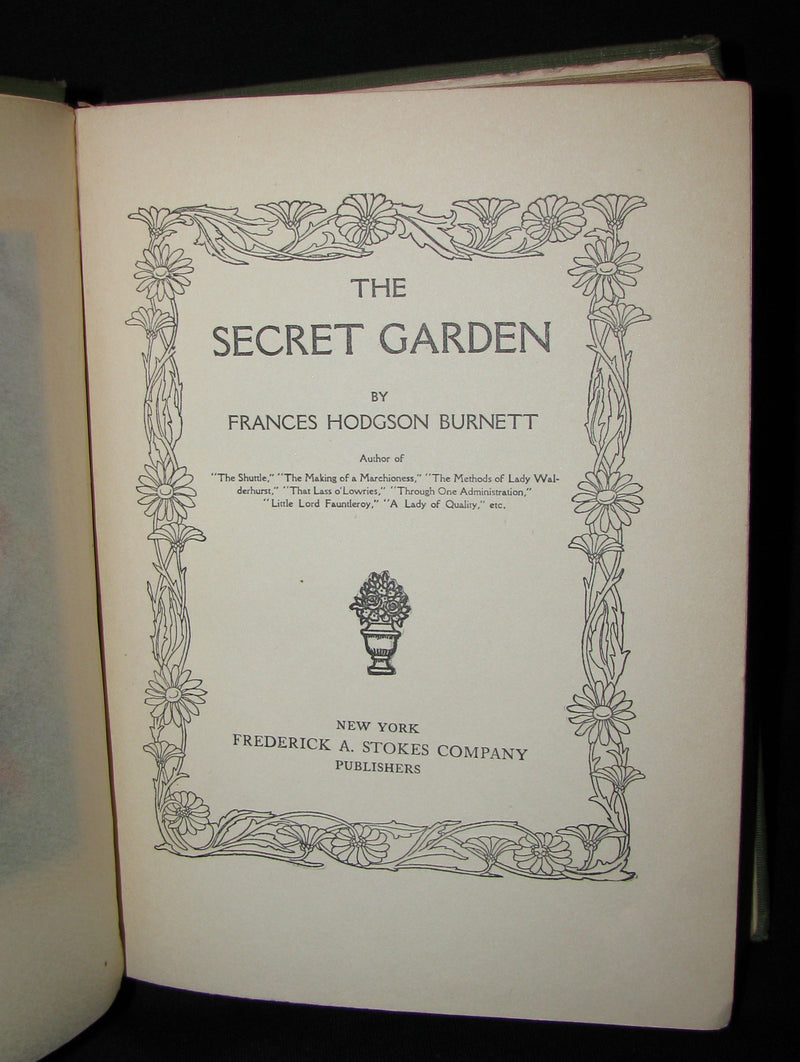 THE
SECRET GARDEN
BY
FRANCES HODGSON BURNETT
Author of
"The Shuttle," "The Making of a Marchioness," "The Methods of Lady Wal-
derhurst," "That Lass o'Lowries," "Through One Administration,"
"Little Lord Fauntleroy," "A Lady of Quality," etc.
NEW YORK
FREDERICK A. STOKES COMPANY
PUBLISHERS